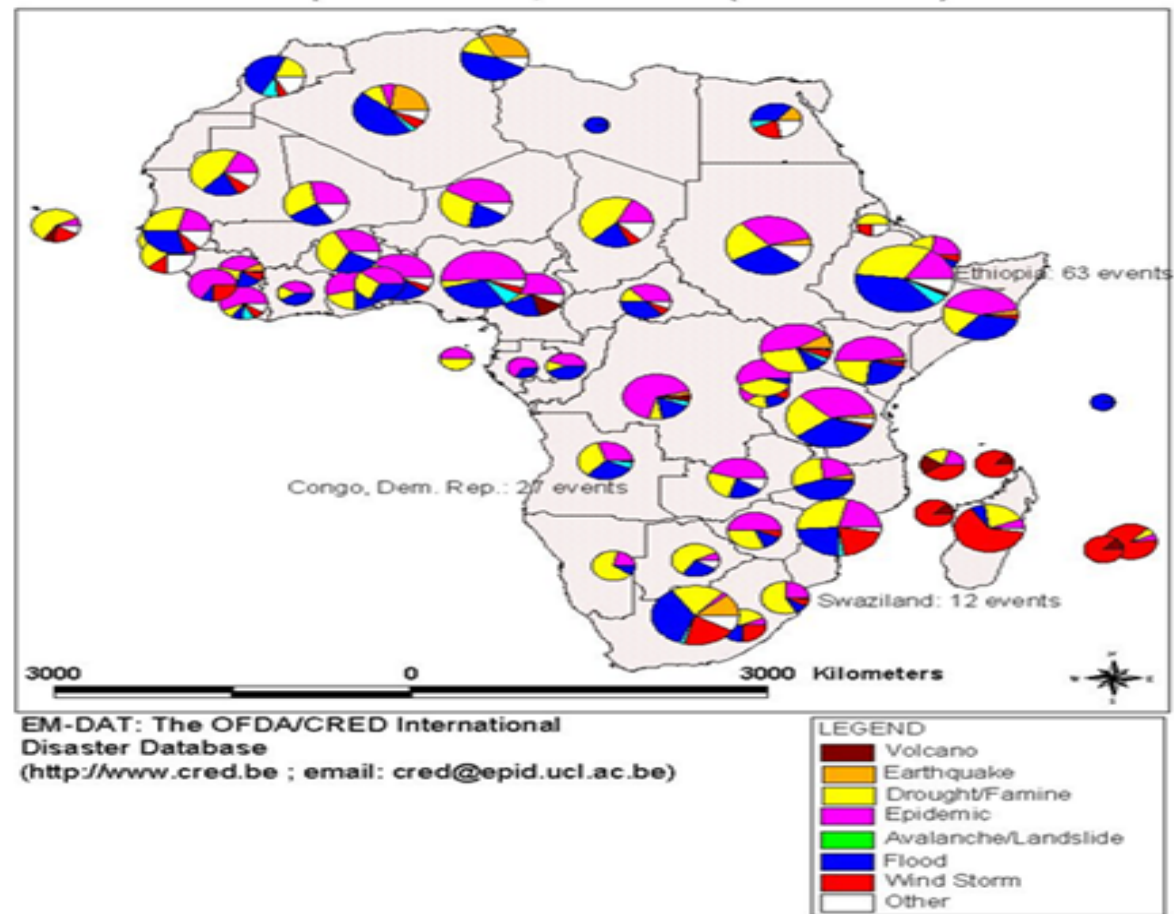 Ethiopia: 63 events
Congo, Dem. Rep.: 27 events
Swaziland: 12 events
3000 0 3000 Kilometers
EM-DAT: The OFDA/CRED International
Disaster Database
(http://www.cred.be ; email: cred@epid.ucl.ac.be)
LEGEND
Volcano
Earthquake
Drought/Famine
Epidemic
Avalanche/Landslide
Flood
Wind Storm
Other